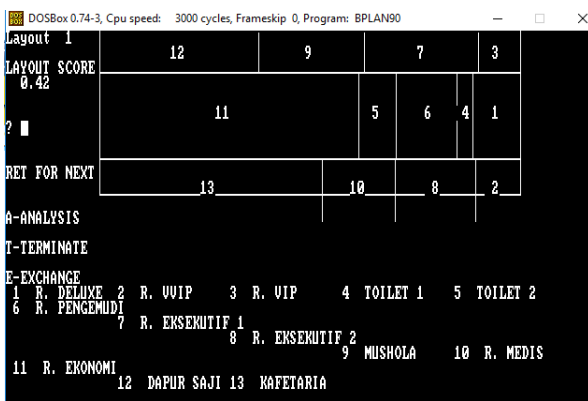 DOSBox 0.74-3, Cpu speed: 3000 cycles, Frameskip 0, Program: BPLAN90
Layout 1
12 9 7 3
LAYOUT SCORE
0.42
11 5 6 4 1
?
RET FOR NEXT
13 10 8 2
A-ANALYSIS
T-TERMINATE
E-EXCHANGE
1 R. DELUXE 2 R. VVIP 3 R. VIP 4 TOILET 1 5 TOILET 2
6 R. PENGEMUDI
7 R. EKSEKUTIF 1
8 R. EKSEKUTIF 2
9 MUSHOLA 10 R. MEDIS
11 R. EKONOMI
12 DAPUR SAJI 13 KAFETARIA